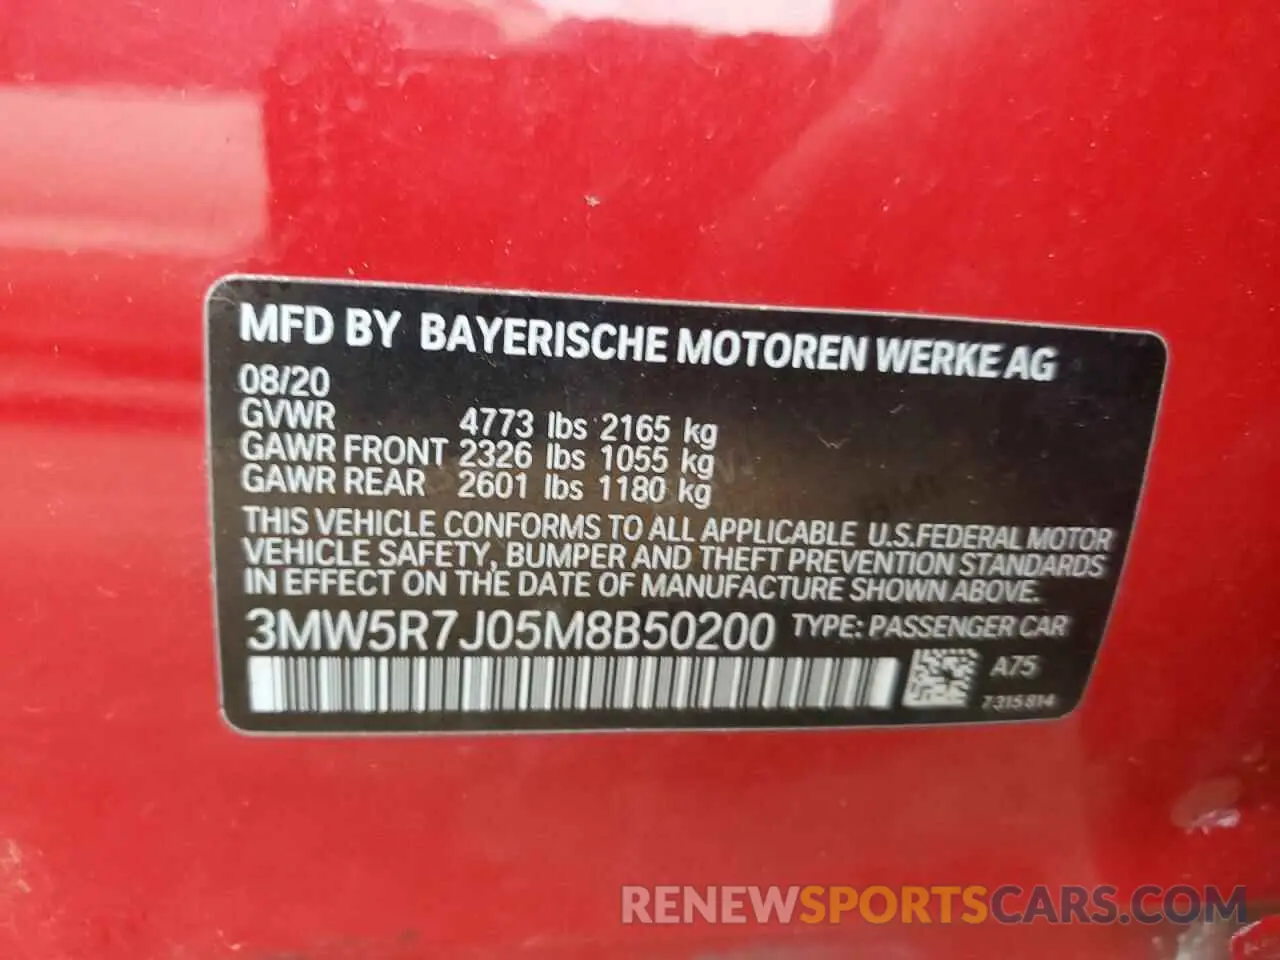 MFD BY BAYERISCHE MOTOREN WERKE AG
08/20
GVWR 4773 lbs 2165 kg
GAWR FRONT 2326 lbs 1055 kg
GAWR REAR 2601 lbs 1180 kg
THIS VEHICLE CONFORMS TO ALL APPLICABLE U.S.FEDERAL MOTOR
VEHICLE SAFETY, BUMPER AND THEFT PREVENTION STANDARDS
IN EFFECT ON THE DATE OF MANUFACTURE SHOWN ABOVE.
3MW5R7J05M8B50200 TYPE: PASSENGER CAR
A75
7315814
RENEWSPORTSCARS.COM